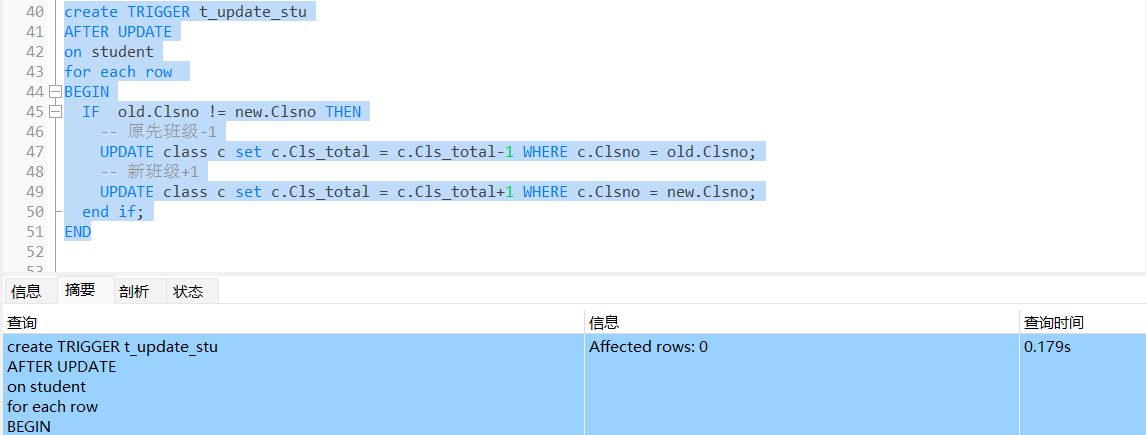 40 create TRIGGER t_update_stu
41 AFTER UPDATE
42 on student
43 for each row
44 BEGIN
45 IF old.Clsno != new.Clsno THEN
46 -- 原先班级-1
47 UPDATE class c set c.Cls_total = c.Cls_total-1 WHERE c.Clsno = old.Clsno;
48 -- 新班级+1
49 UPDATE class c set c.Cls_total = c.Cls_total+1 WHERE c.Clsno = new.Clsno;
50 end if;
51 END
52
53
信息 摘要 剖析 状态
查询 信息 查询时间
create TRIGGER t_update_stu Affected rows: 0 0.179s
AFTER UPDATE
on student
for each row
BEGIN